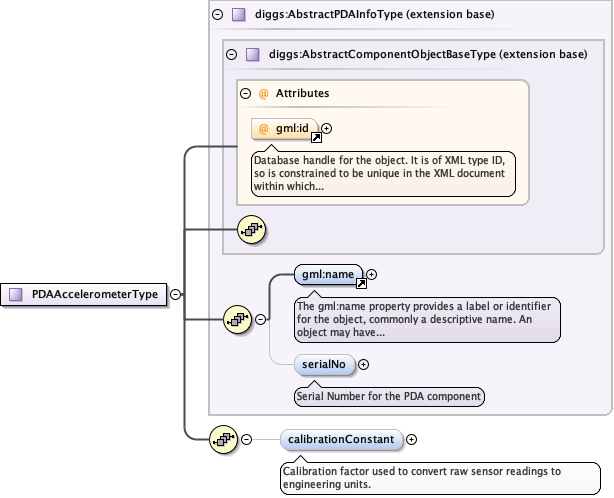 diggs:AbstractPDAInfoType (extension base)
diggs:AbstractComponentObjectBaseType (extension base)
@ Attributes
@ gml:id
Database handle for the object. It is of XML type ID,
so is constrained to be unique in the XML document
within which...
PDAAccelerometerType
gml:name
The gml:name property provides a label or identifier
for the object, commonly a descriptive name. An
object may have...
serialNo
Serial Number for the PDA component
calibrationConstant
Calibration factor used to convert raw sensor readings to
engineering units.